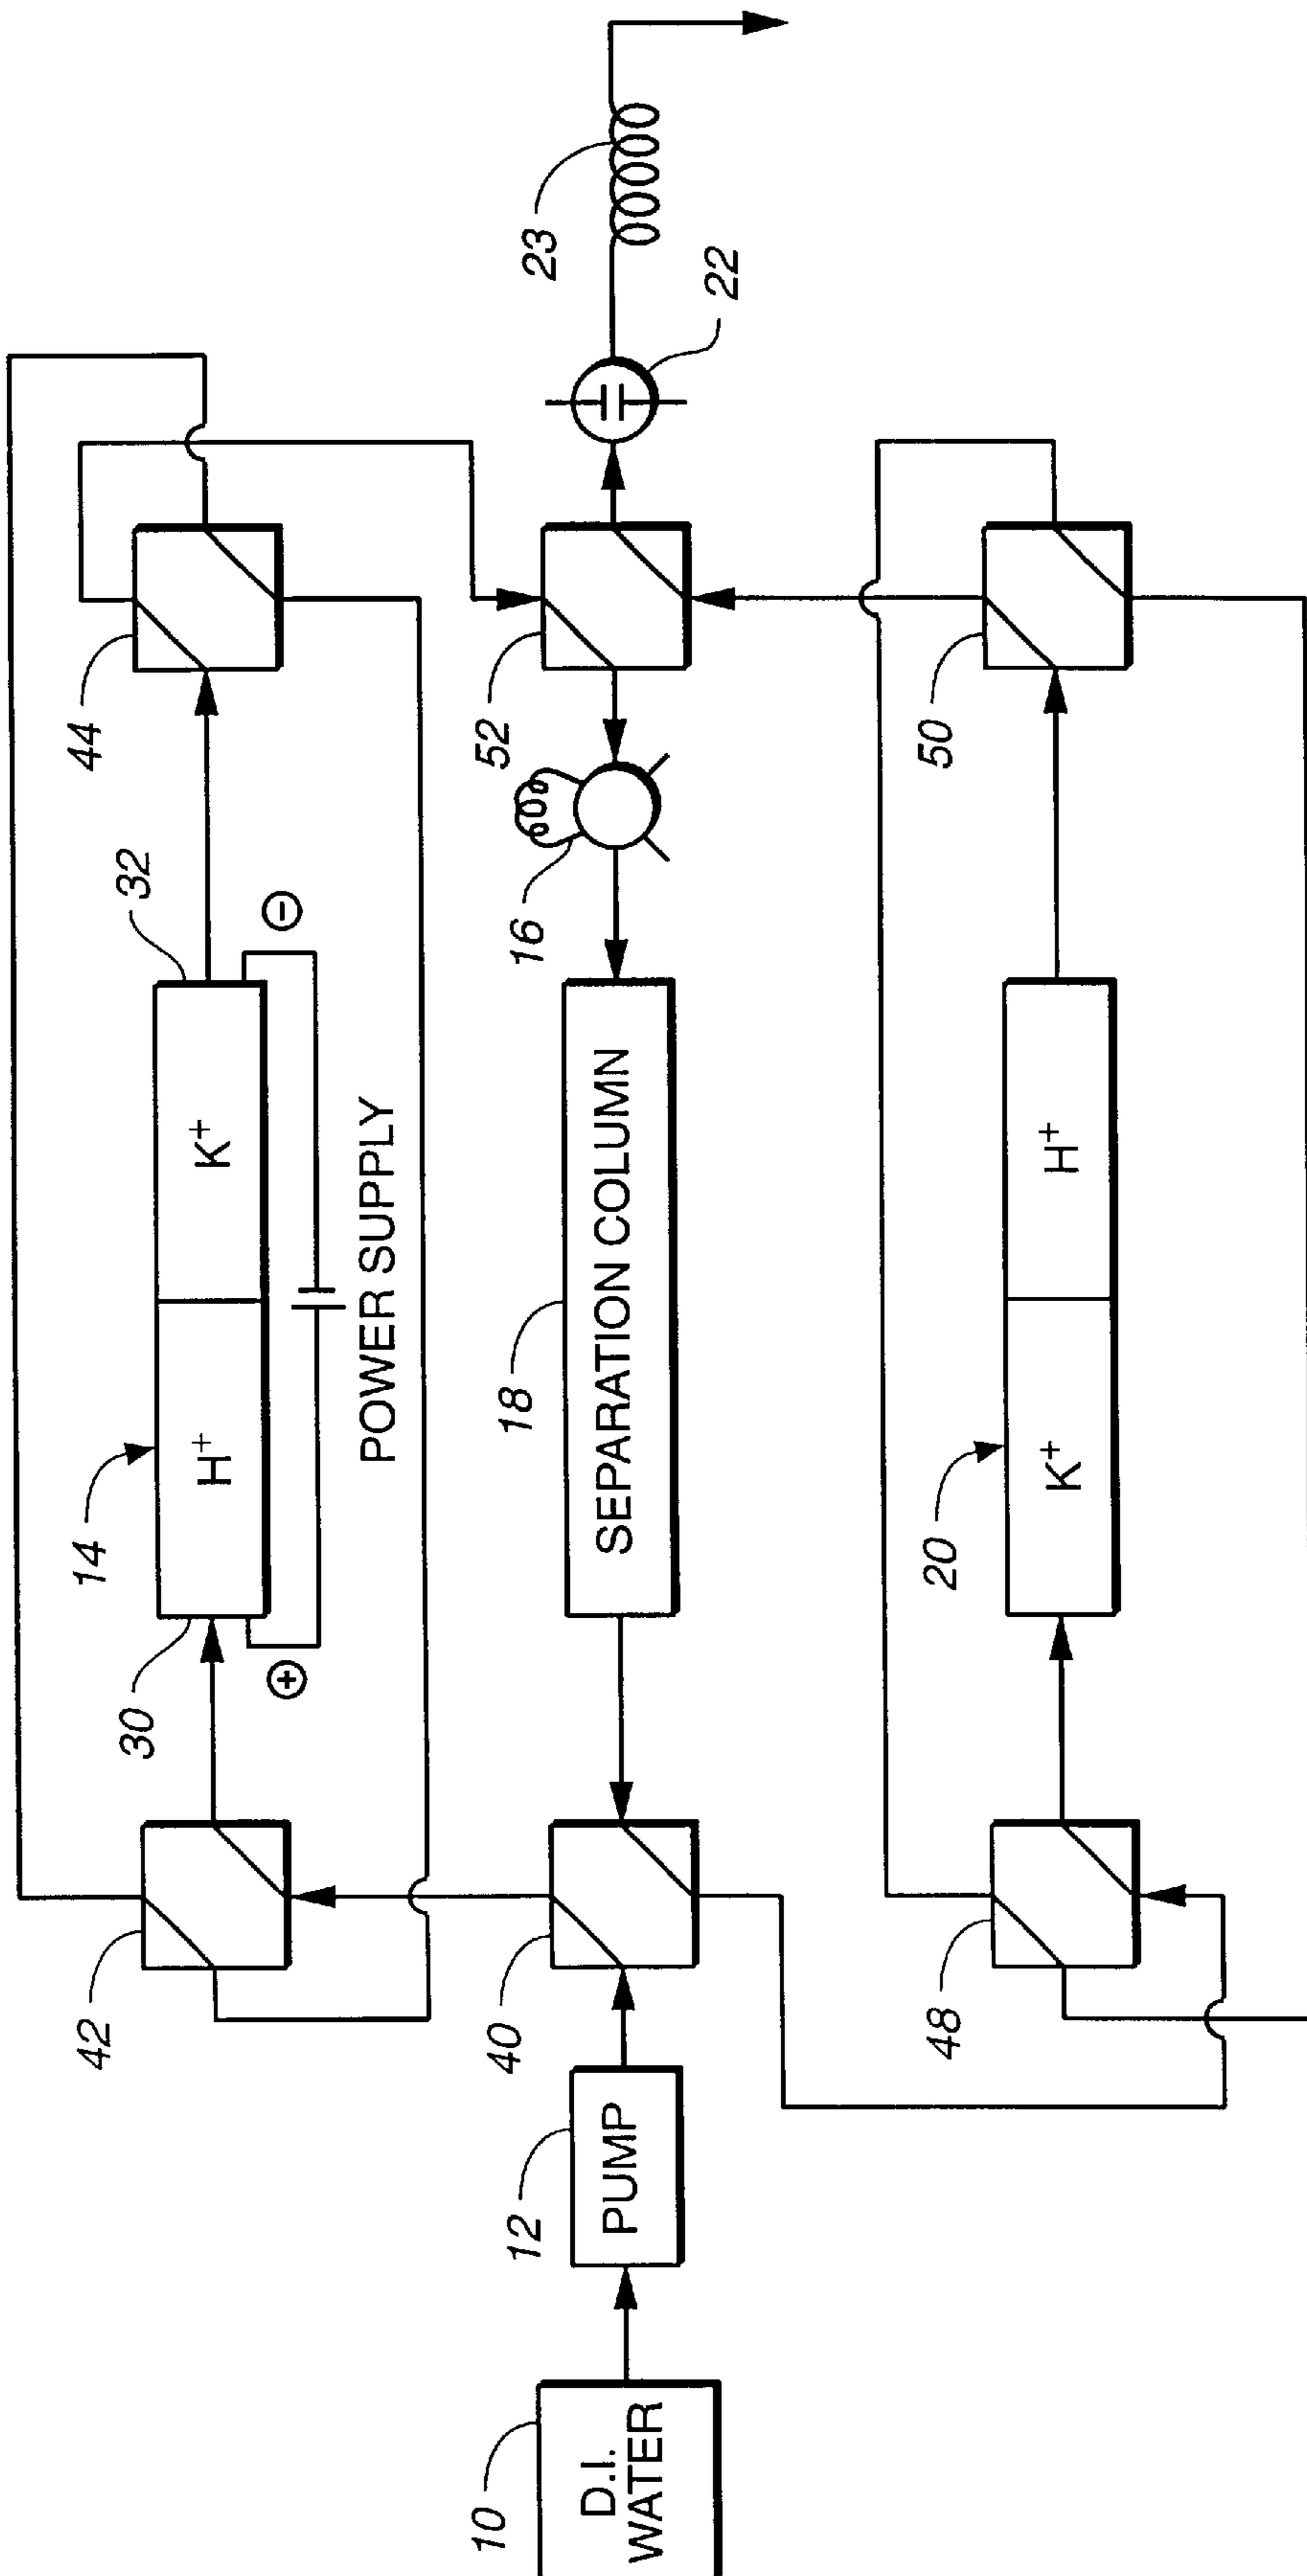 14
30
H+
K+
32
44
42
+
−
POWER SUPPLY
10
D.I.
WATER
12
PUMP
40
18
SEPARATION COLUMN
16
52
22
23
48
20
K+
H+
50